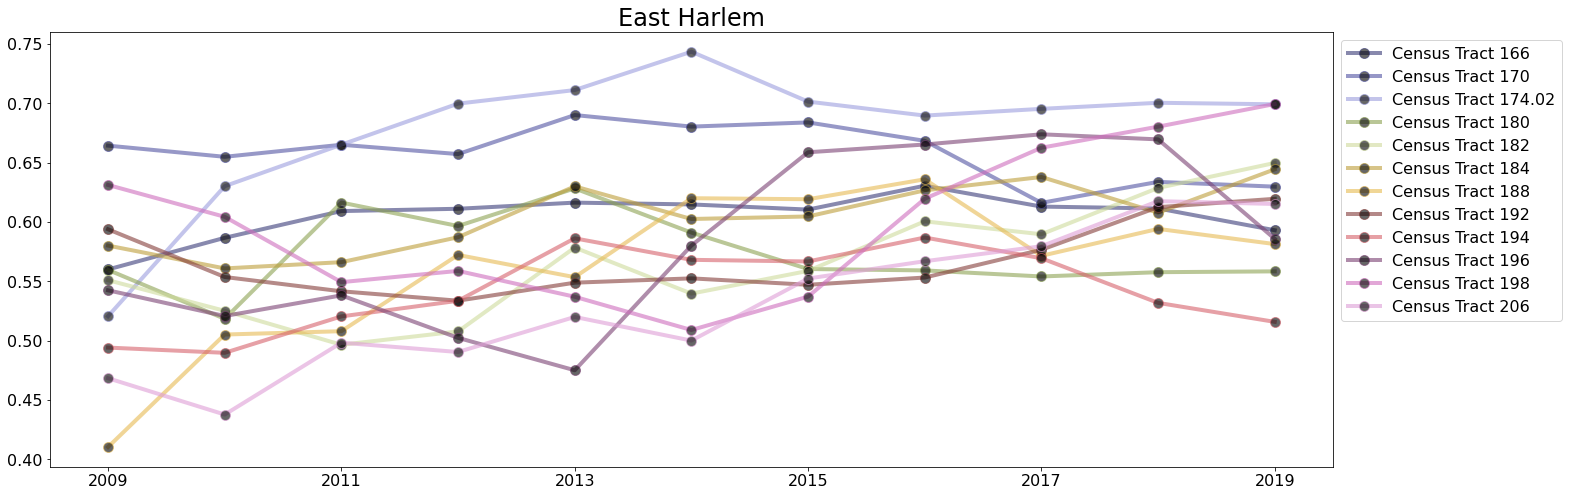 East Harlem
0.75
0.70
0.65
0.60
0.55
0.50
0.45
0.40
2009 2011 2013 2015 2017 2019
Census Tract 166
Census Tract 170
Census Tract 174.02
Census Tract 180
Census Tract 182
Census Tract 184
Census Tract 188
Census Tract 192
Census Tract 194
Census Tract 196
Census Tract 198
Census Tract 206